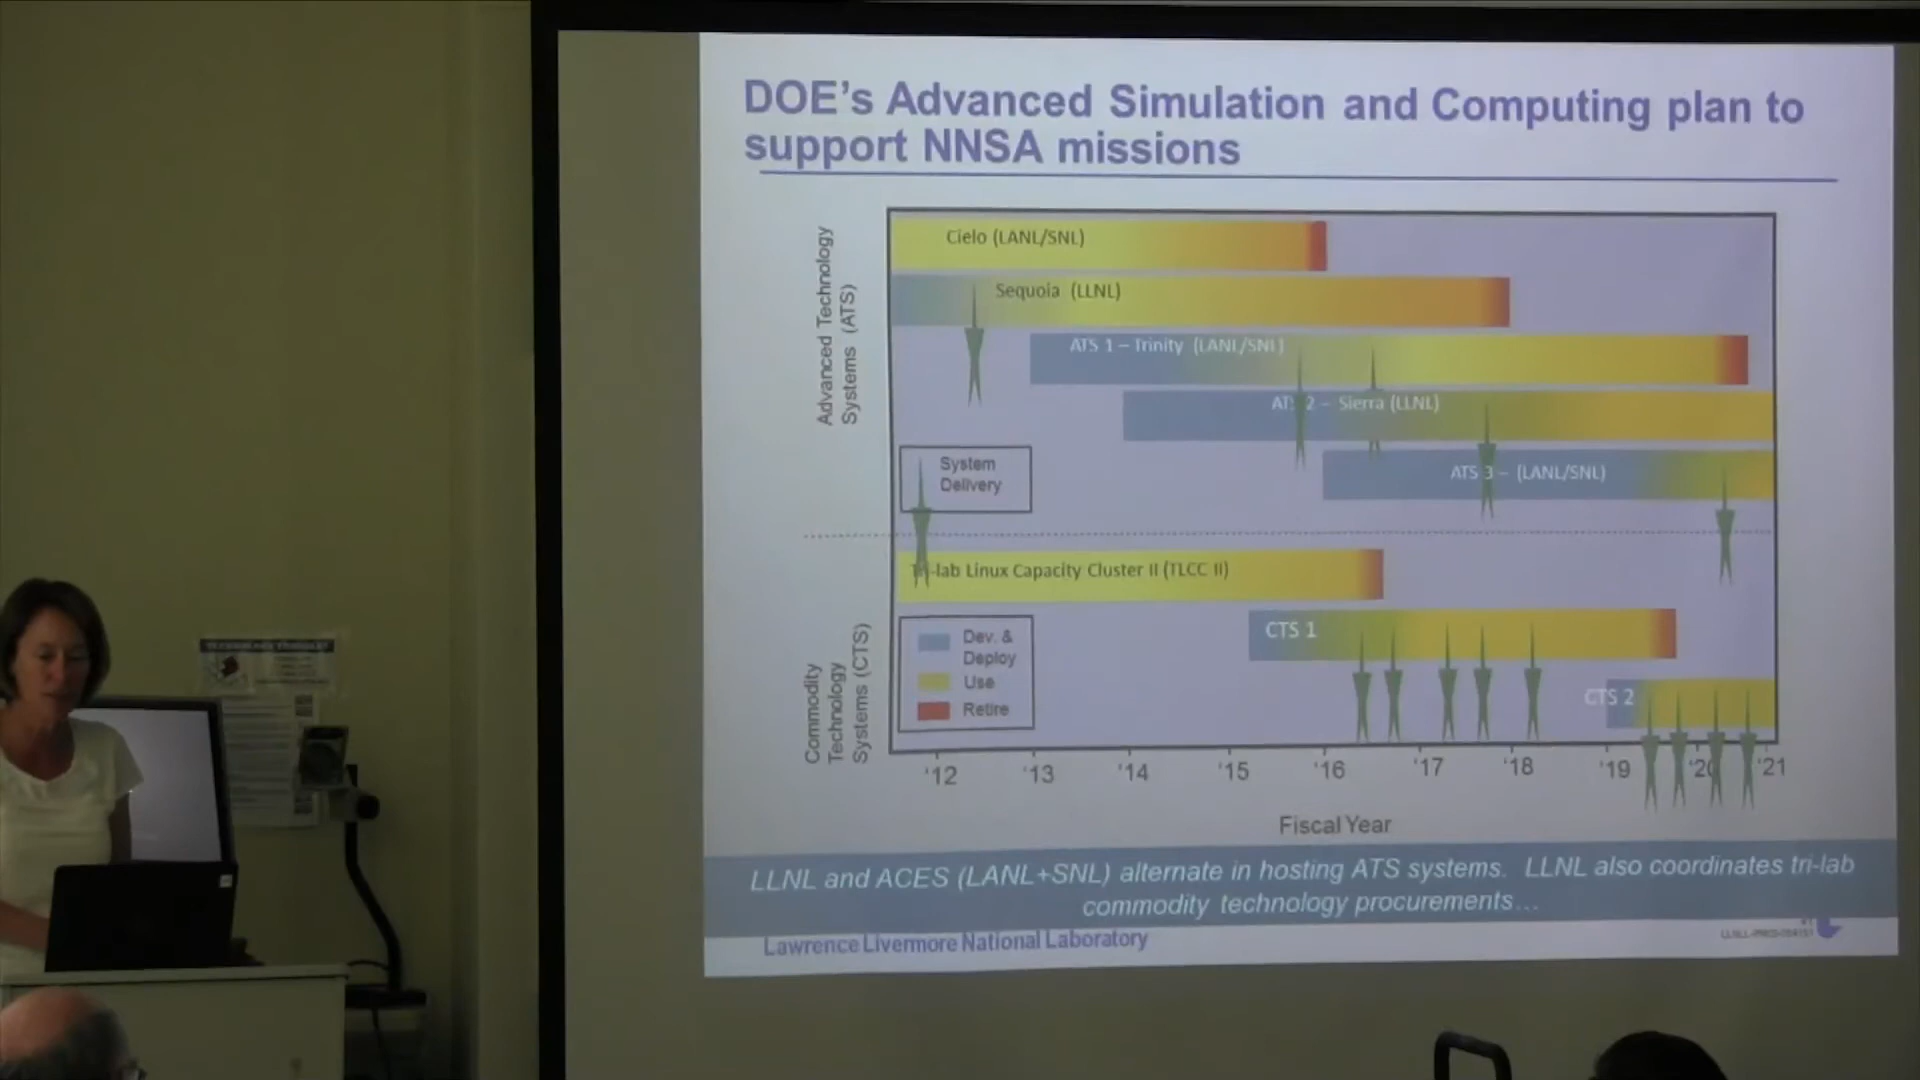 DOE's Advanced Simulation and Computing plan to
support NNSA missions
Advanced Technology
Systems (ATS)
Cielo (LANL/SNL)
Sequoia (LLNL)
ATS 1 – Trinity (LANL/SNL)
2 – Sierra (LLNL)
ATS 3 – (LANL/SNL)
System
Delivery
Tri-lab Linux Capacity Cluster II (TLCC II)
Commodity
Technology
Systems (CTS)
CTS 1
CTS 2
Dev. &
Deploy
Use
Retire
'12 '13 '14 '15 '16 '17 '18 '19 '20 '21
Fiscal Year
LLNL and ACES (LANL+SNL) alternate in hosting ATS systems. LLNL also coordinates tri-lab
commodity technology procurements...
Lawrence Livermore National Laboratory